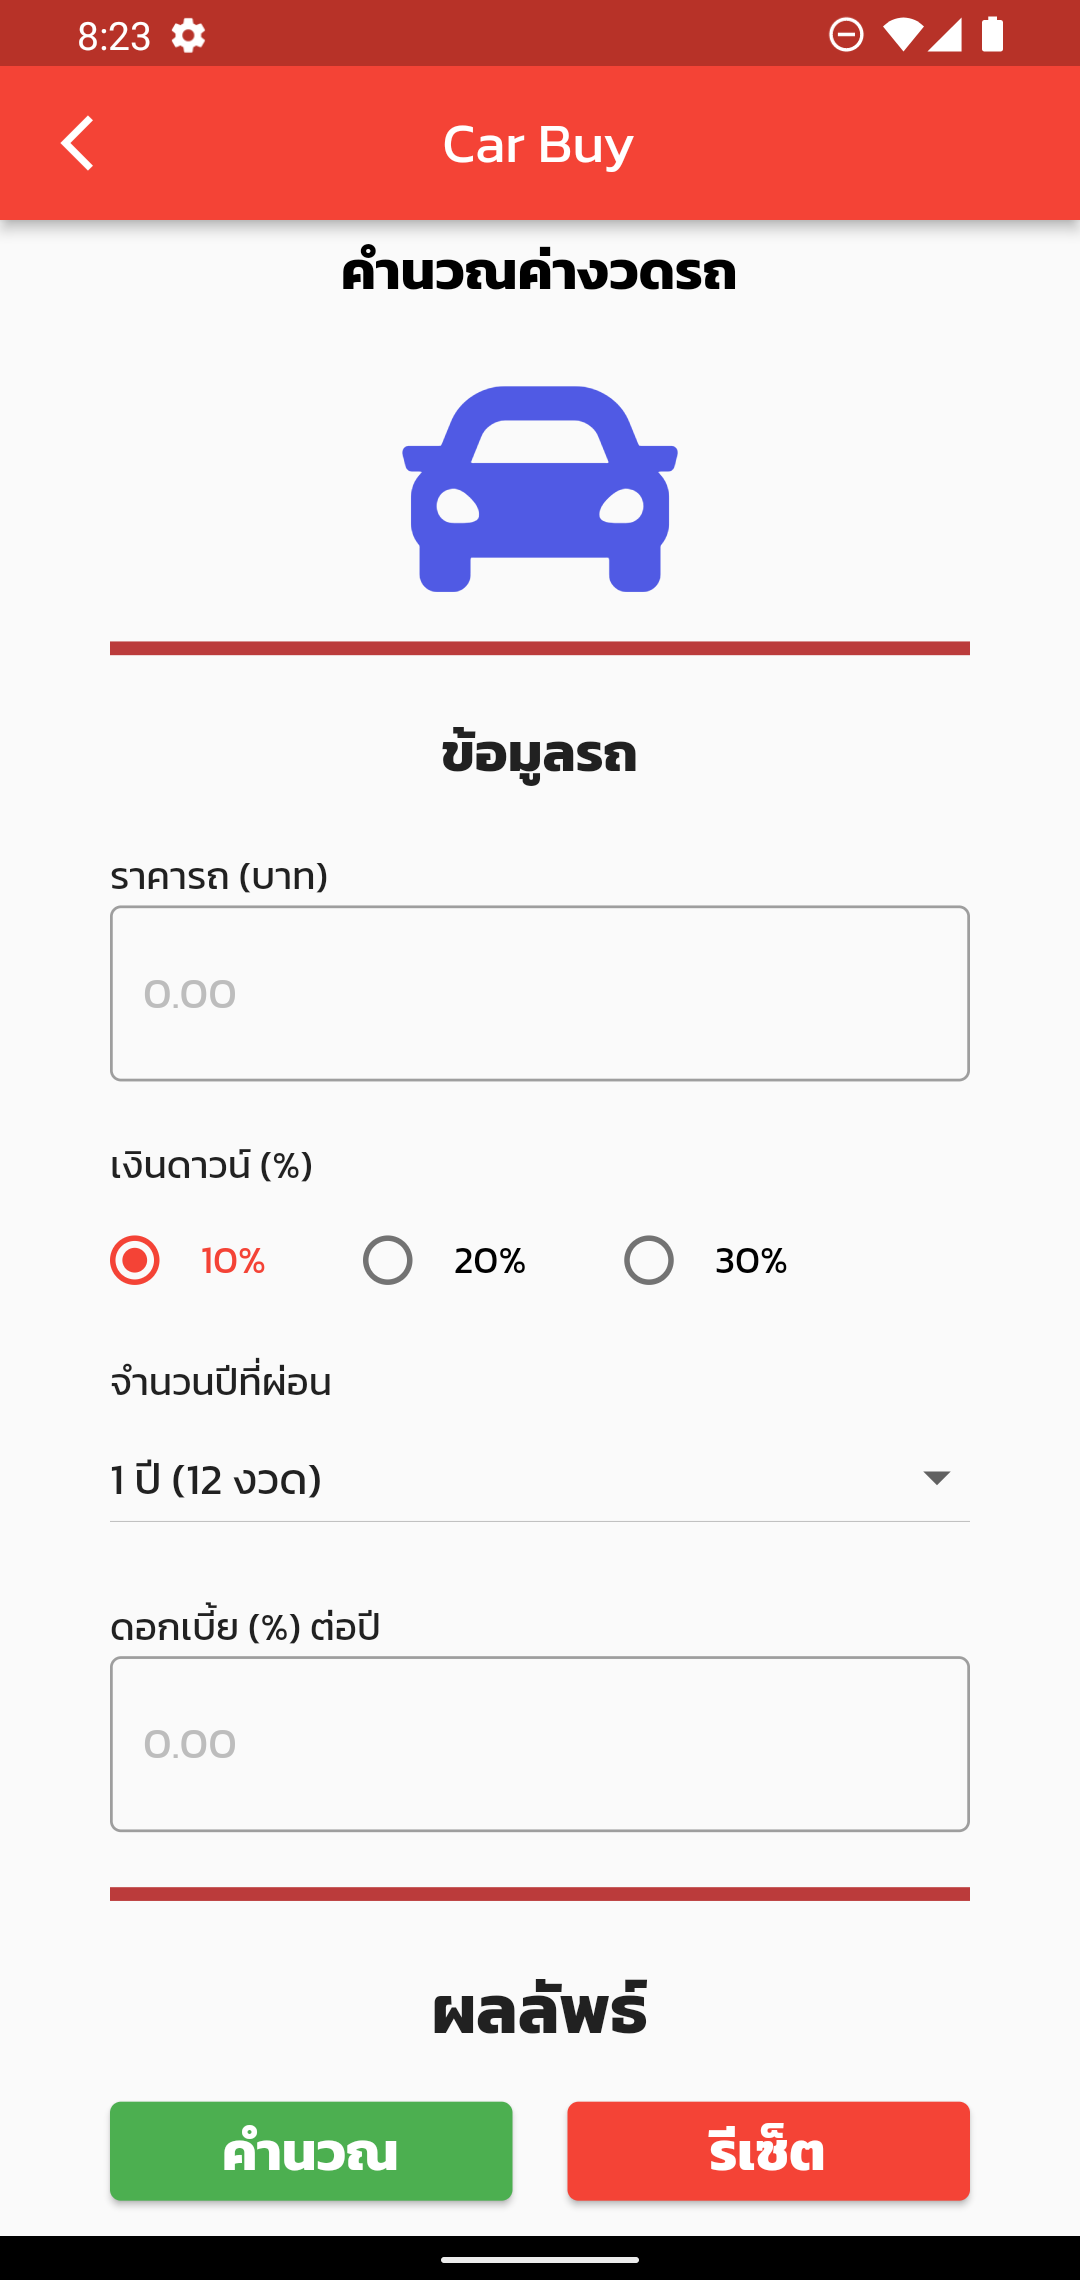 8:23
Car Buy
คำนวณค่างวดรถ
ข้อมูลรถ
ราคารถ (บาท)
0.00
เงินดาวน์ (%)
10% 20% 30%
จำนวนปีที่ผ่อน
1 ปี (12 งวด)
ดอกเบี้ย (%) ต่อปี
0.00
ผลลัพธ์
คำนวณ รีเซ็ต